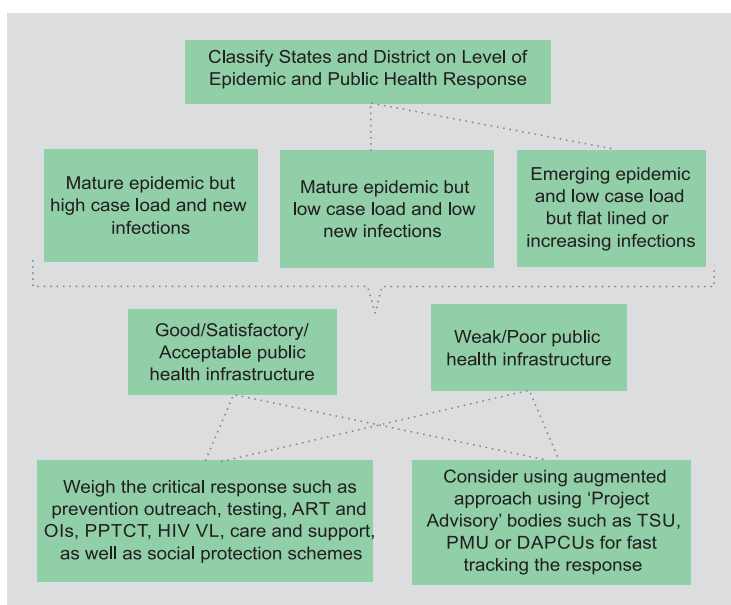 Classify States and District on Level of
Epidemic and Public Health Response
Mature epidemic but
high case load and new
infections
Mature epidemic but
low case load and low
new infections
Emerging epidemic
and low case load
but flat lined or
increasing infections
Good/Satisfactory/
Acceptable public
health infrastructure
Weak/Poor public
health infrastructure
Weigh the critical response such as
prevention outreach, testing, ART and
OIs, PPTCT, HIV VL, care and support,
as well as social protection schemes
Consider using augmented
approach using ‘Project
Advisory’ bodies such as TSU,
PMU or DAPCUs for fast
tracking the response